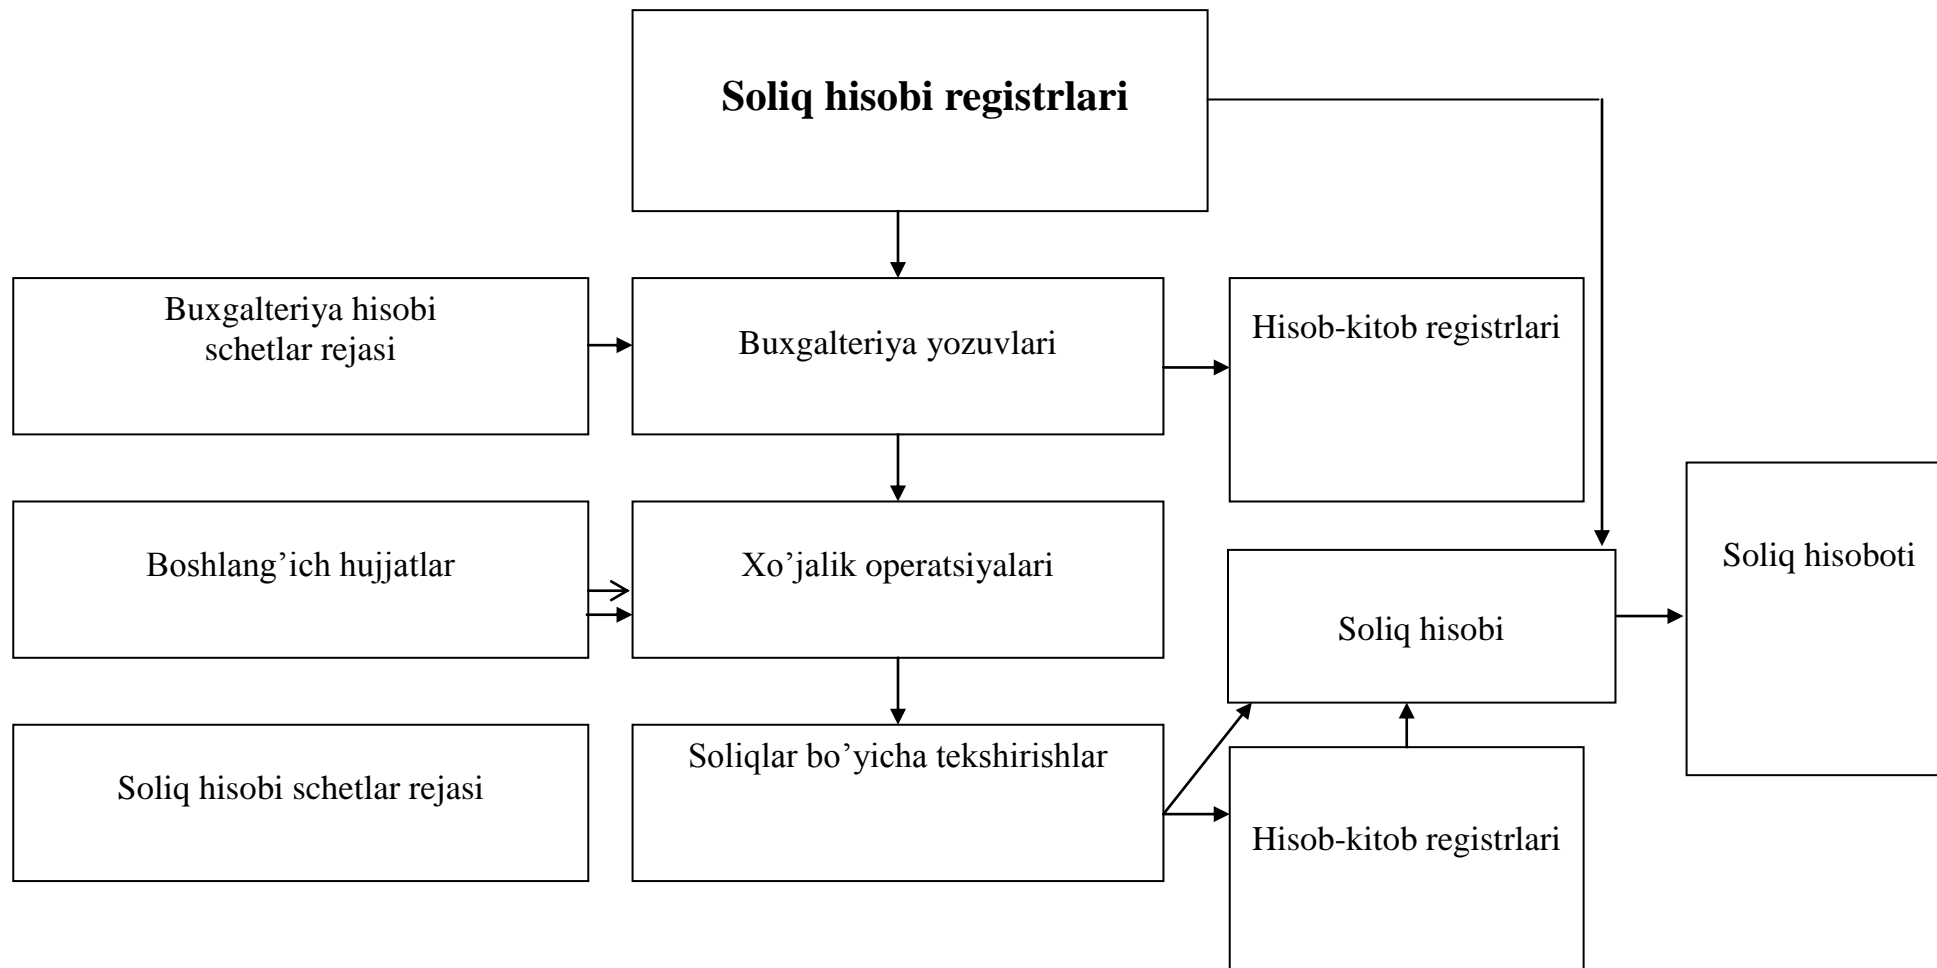 Soliq hisobi registrlari
Buxgalteriya hisobi
schetlar rejasi
Buxgalteriya yozuvlari
Hisob-kitob registrlari
Boshlang’ich hujjatlar
Xo’jalik operatsiyalari
Soliq hisobi
Soliq hisoboti
Soliq hisobi schetlar rejasi
Soliqlar bo’yicha tekshirishlar
Hisob-kitob registrlari